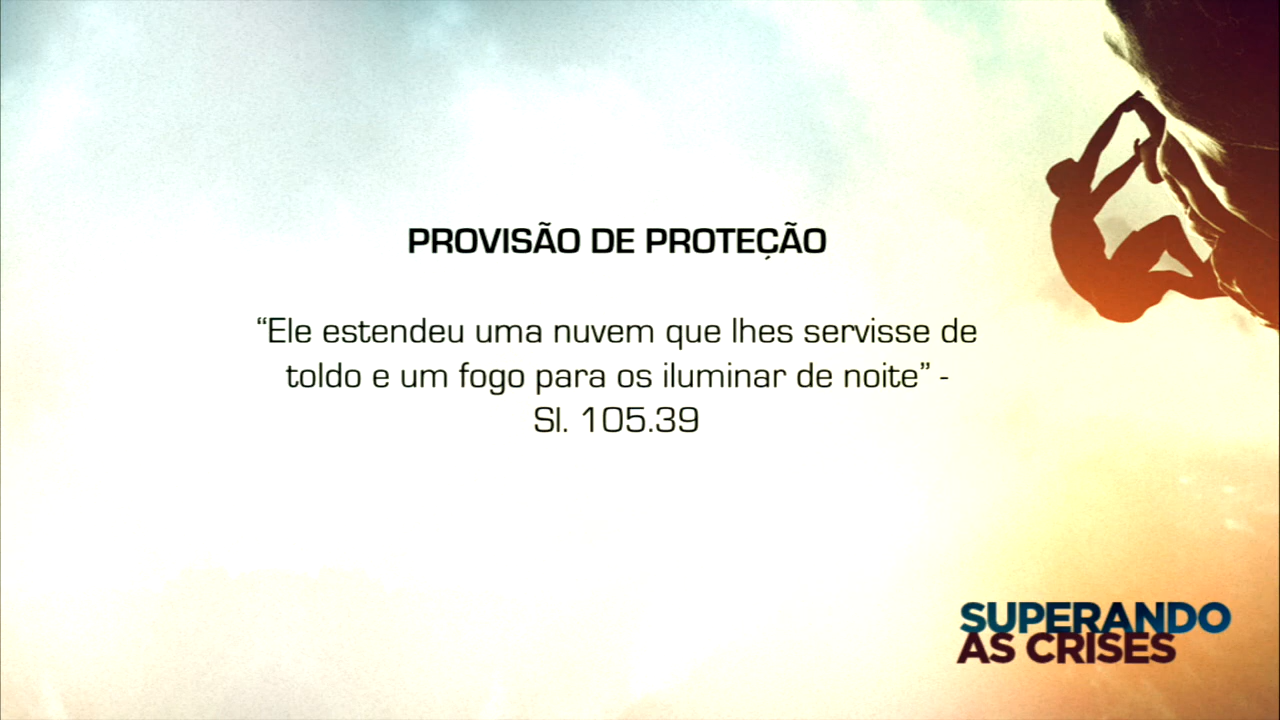 PROVISÃO DE PROTEÇÃO
“Ele estendeu uma nuvem que lhes servisse de
toldo e um fogo para os iluminar de noite” -
Sl. 105.39
SUPERANDO
AS CRISES